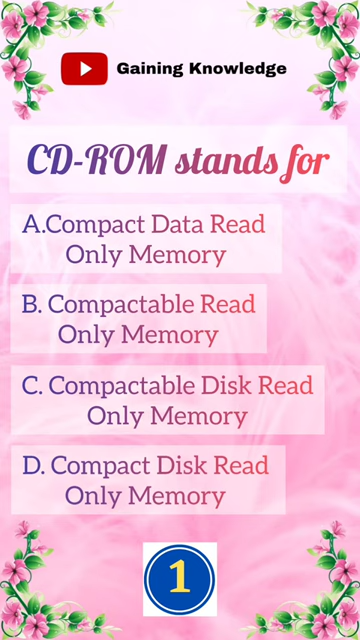 Gaining Knowledge
CD-ROM stands for
A.Compact Data Read
Only Memory
B. Compactable Read
Only Memory
C. Compactable Disk Read
Only Memory
D. Compact Disk Read
Only Memory
1